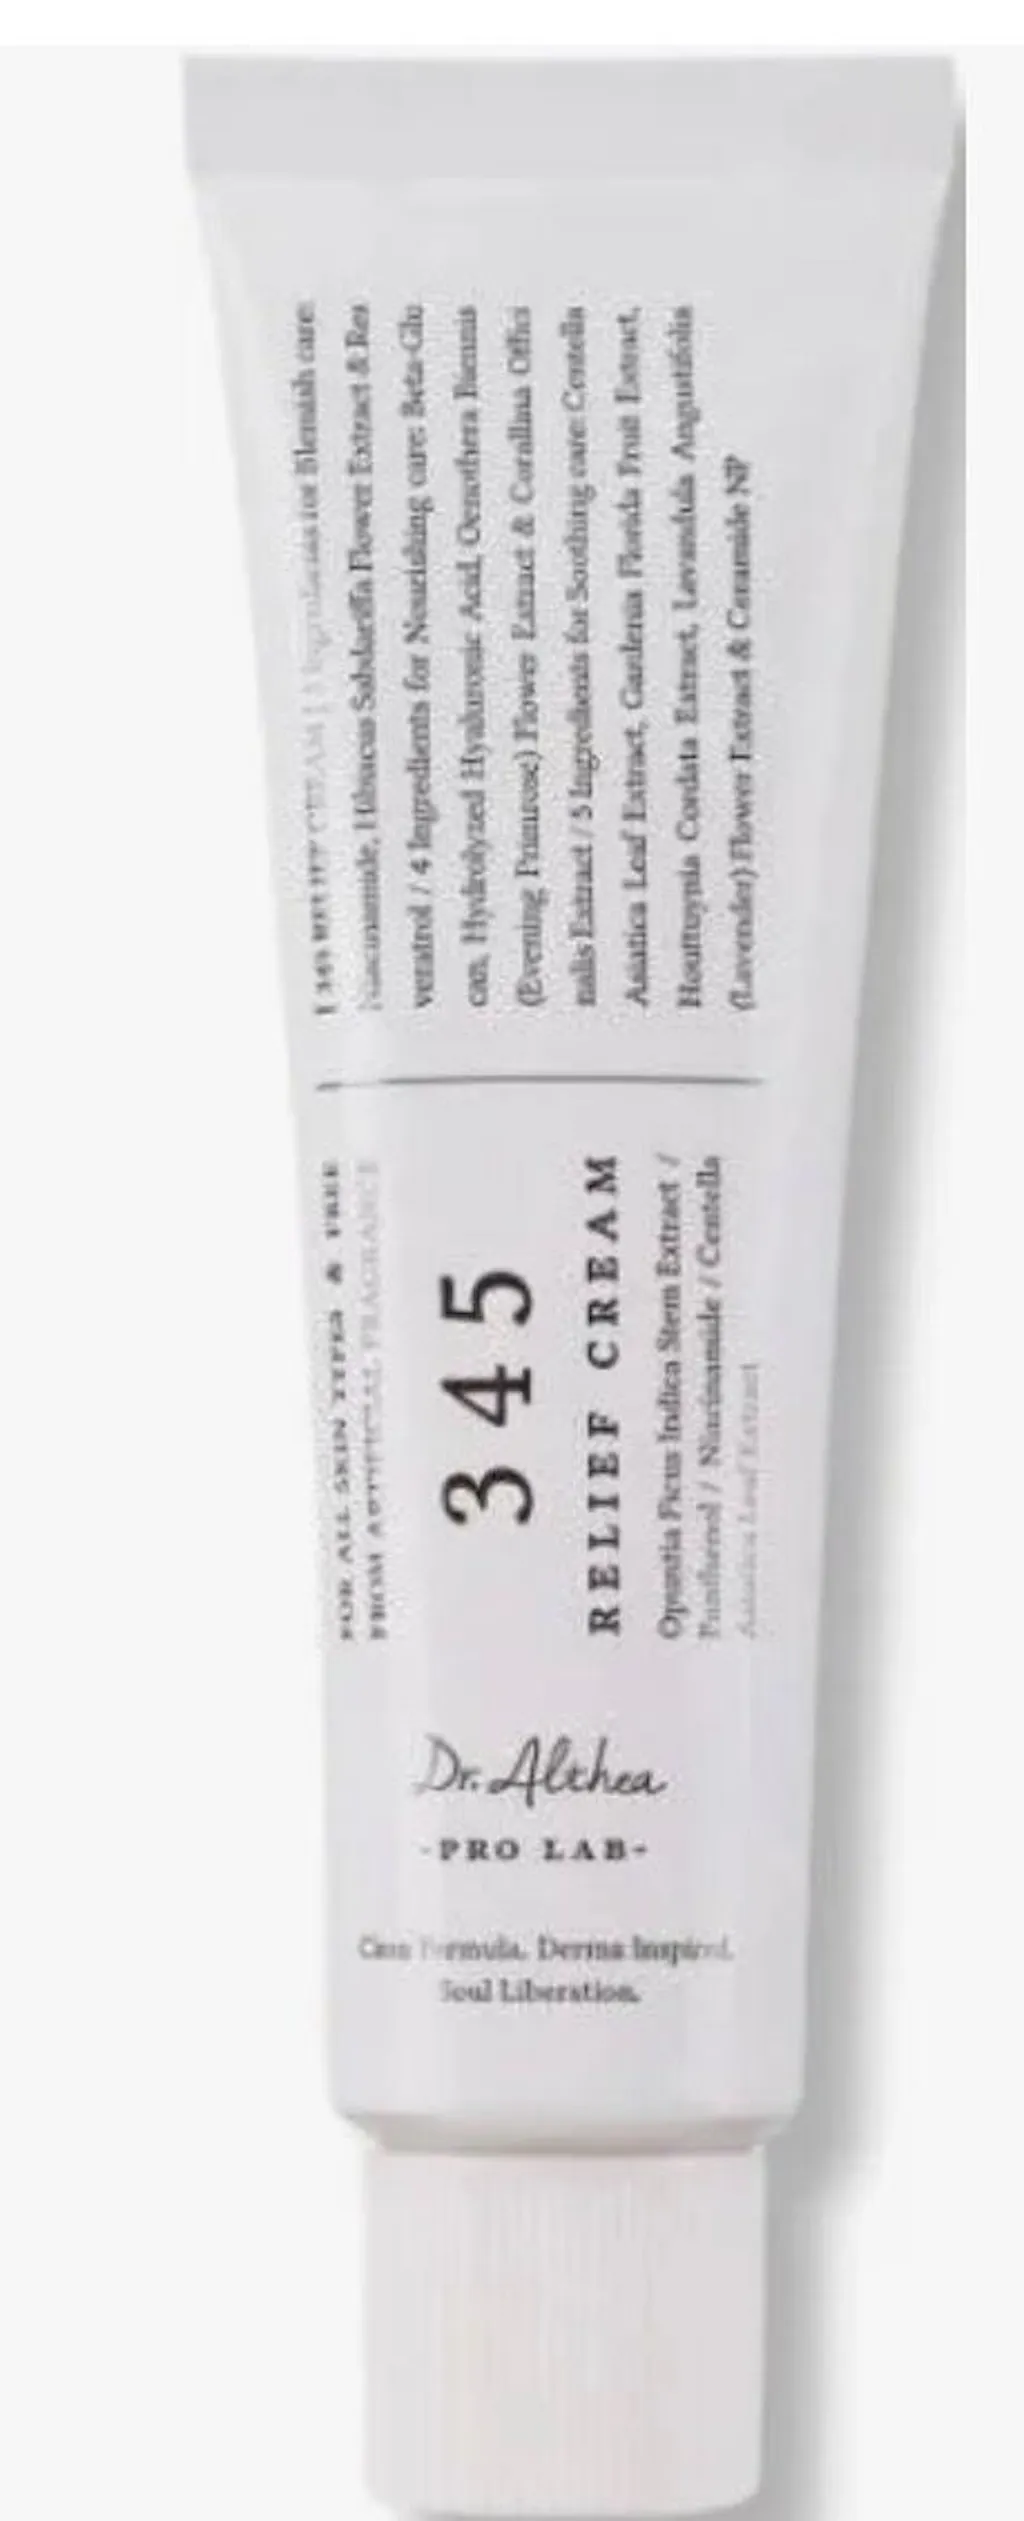 [ 345 RELIEF CREAM ] 3 Ingredients for Blemish care:
Niacinamide, Hibiscus Sabdariffa Flower Extract & Res
veratrol / 4 Ingredients for Nourishing care: Beta-Glu
can, Hydrolyzed Hyaluronic Acid, Oenothera Biennis
(Evening Primrose) Flower Extract & Corallina Offici
nalis Extract / 5 Ingredients for Soothing care: Centella
Asiatica Leaf Extract, Gardenia Florida Fruit Extract,
Houttuynia Cordata Extract, Lavandula Angustifolia
(Lavender) Flower Extract & Ceramide NP
FOR ALL SKIN TYPES & FREE
FROM ARTIFICIAL FRAGRANCE
345
RELIEF CREAM
Opuntia Ficus Indica Stem Extract /
Panthenol / Niacinamide / Centella
Asiatica Leaf Extract
Dr. Althea
-PRO LAB-
Formula. Derma Inspired.
Soul Liberation.